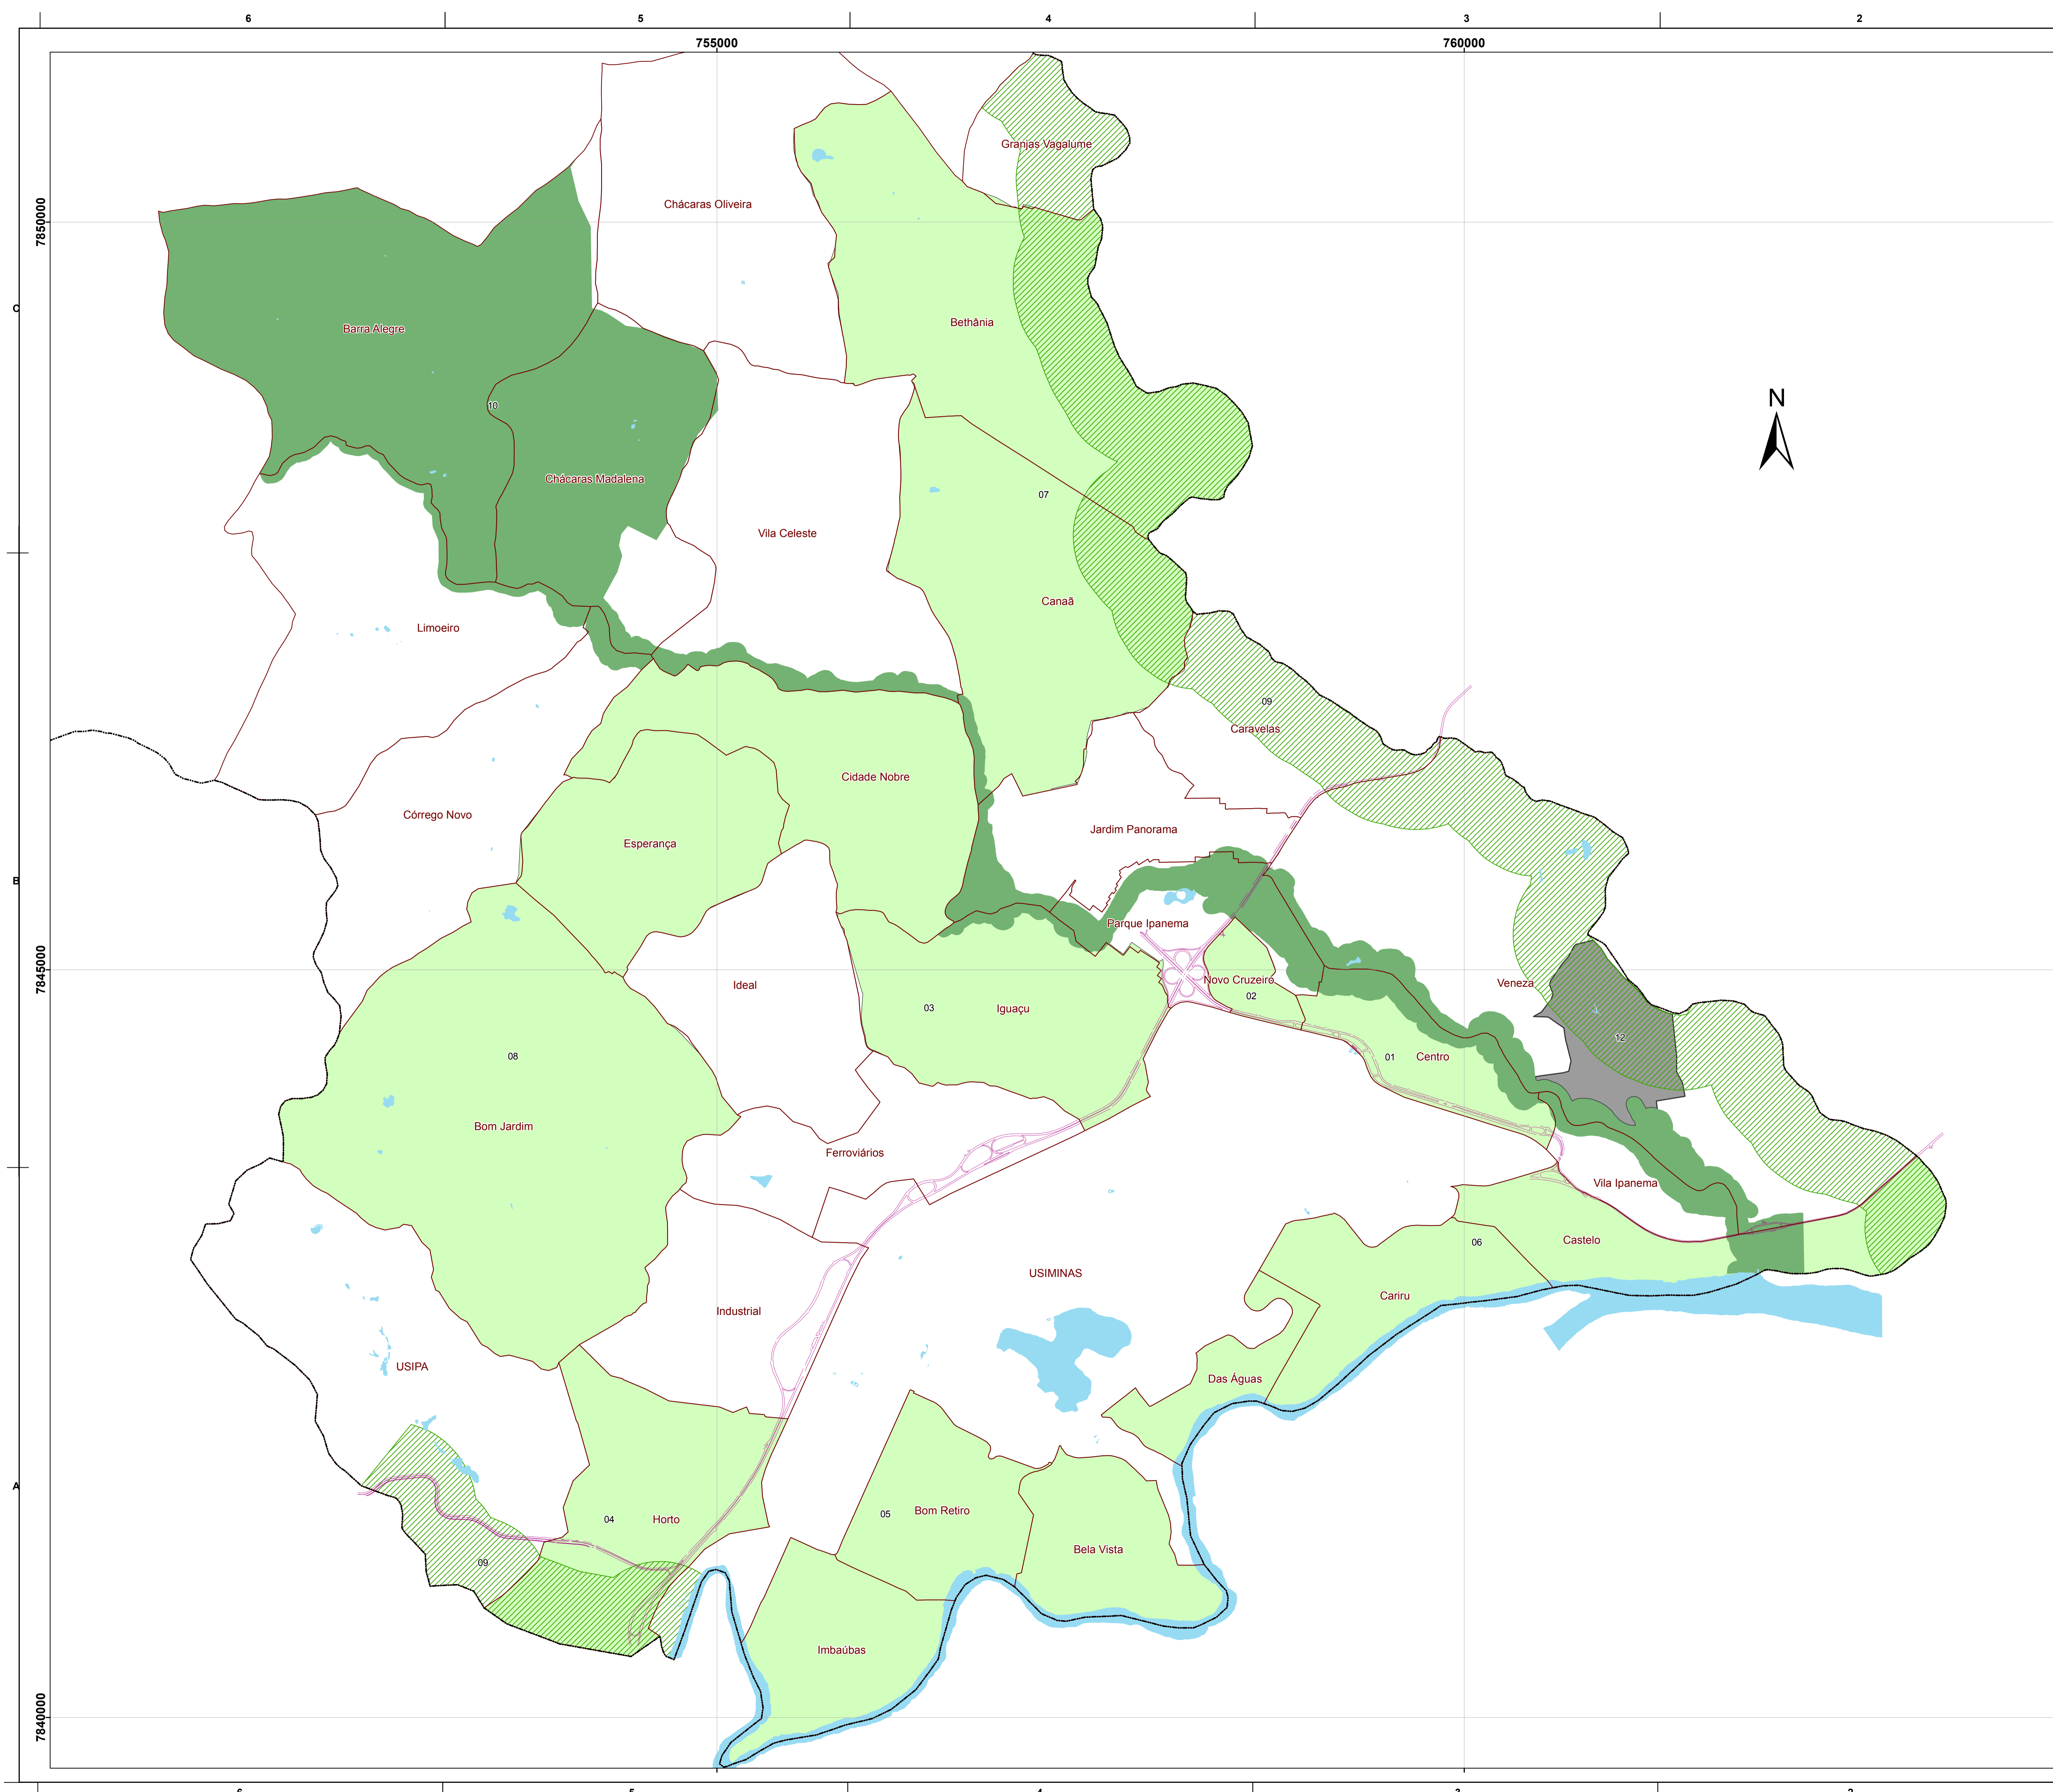 6 5 4 3 2
755000 760000
Granjas Vagalume
Chácaras Oliveira
7850000
C
Bethânia
Barra Alegre
N
10
Chácaras Madalena
07
Vila Celeste
Canaã
Limoeiro
09
Caravelas
Cidade Nobre
Córrego Novo
Jardim Panorama
Esperança
B
Parque Ipanema
7845000
Novo Cruzeiro
Veneza
Ideal
02
03
Iguaçu
12
08
01
Centro
Bom Jardim
Ferroviários
Vila Ipanema
Castelo
06
USIMINAS
Cariru
Industrial
USIPA
Das Águas
A
Bom Retiro
05
04
Horto
Bela Vista
09
Imbaúbas
7840000
6 5 4 3 2